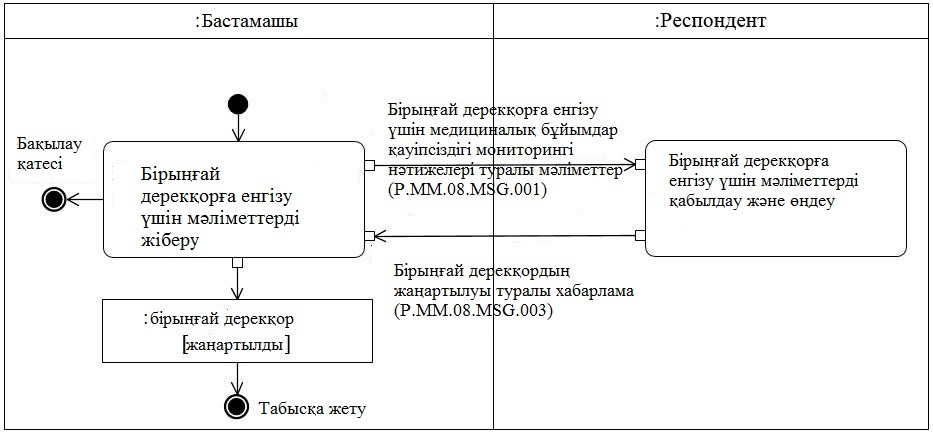 :Бастамашы
:Респондент
Бақылау
қатесі
Бірыңғай
дерекқорға енгізу
үшін мәліметтерді
жіберу
Бірыңғай дерекқорға енгізу
үшін медициналық бұйымдар
қауіпсіздігі мониторингі
нәтижелері туралы мәліметтер
(P.MM.08.MSG.001)
Бірыңғай дерекқорға
енгізу үшін мәліметтерді
қабылдау және өңдеу
Бірыңғай дерекқордың
жаңартылуы туралы хабарлама
(P.MM.08.MSG.003)
:бірыңғай дерекқор
[жаңартылды]
Табысқа жету